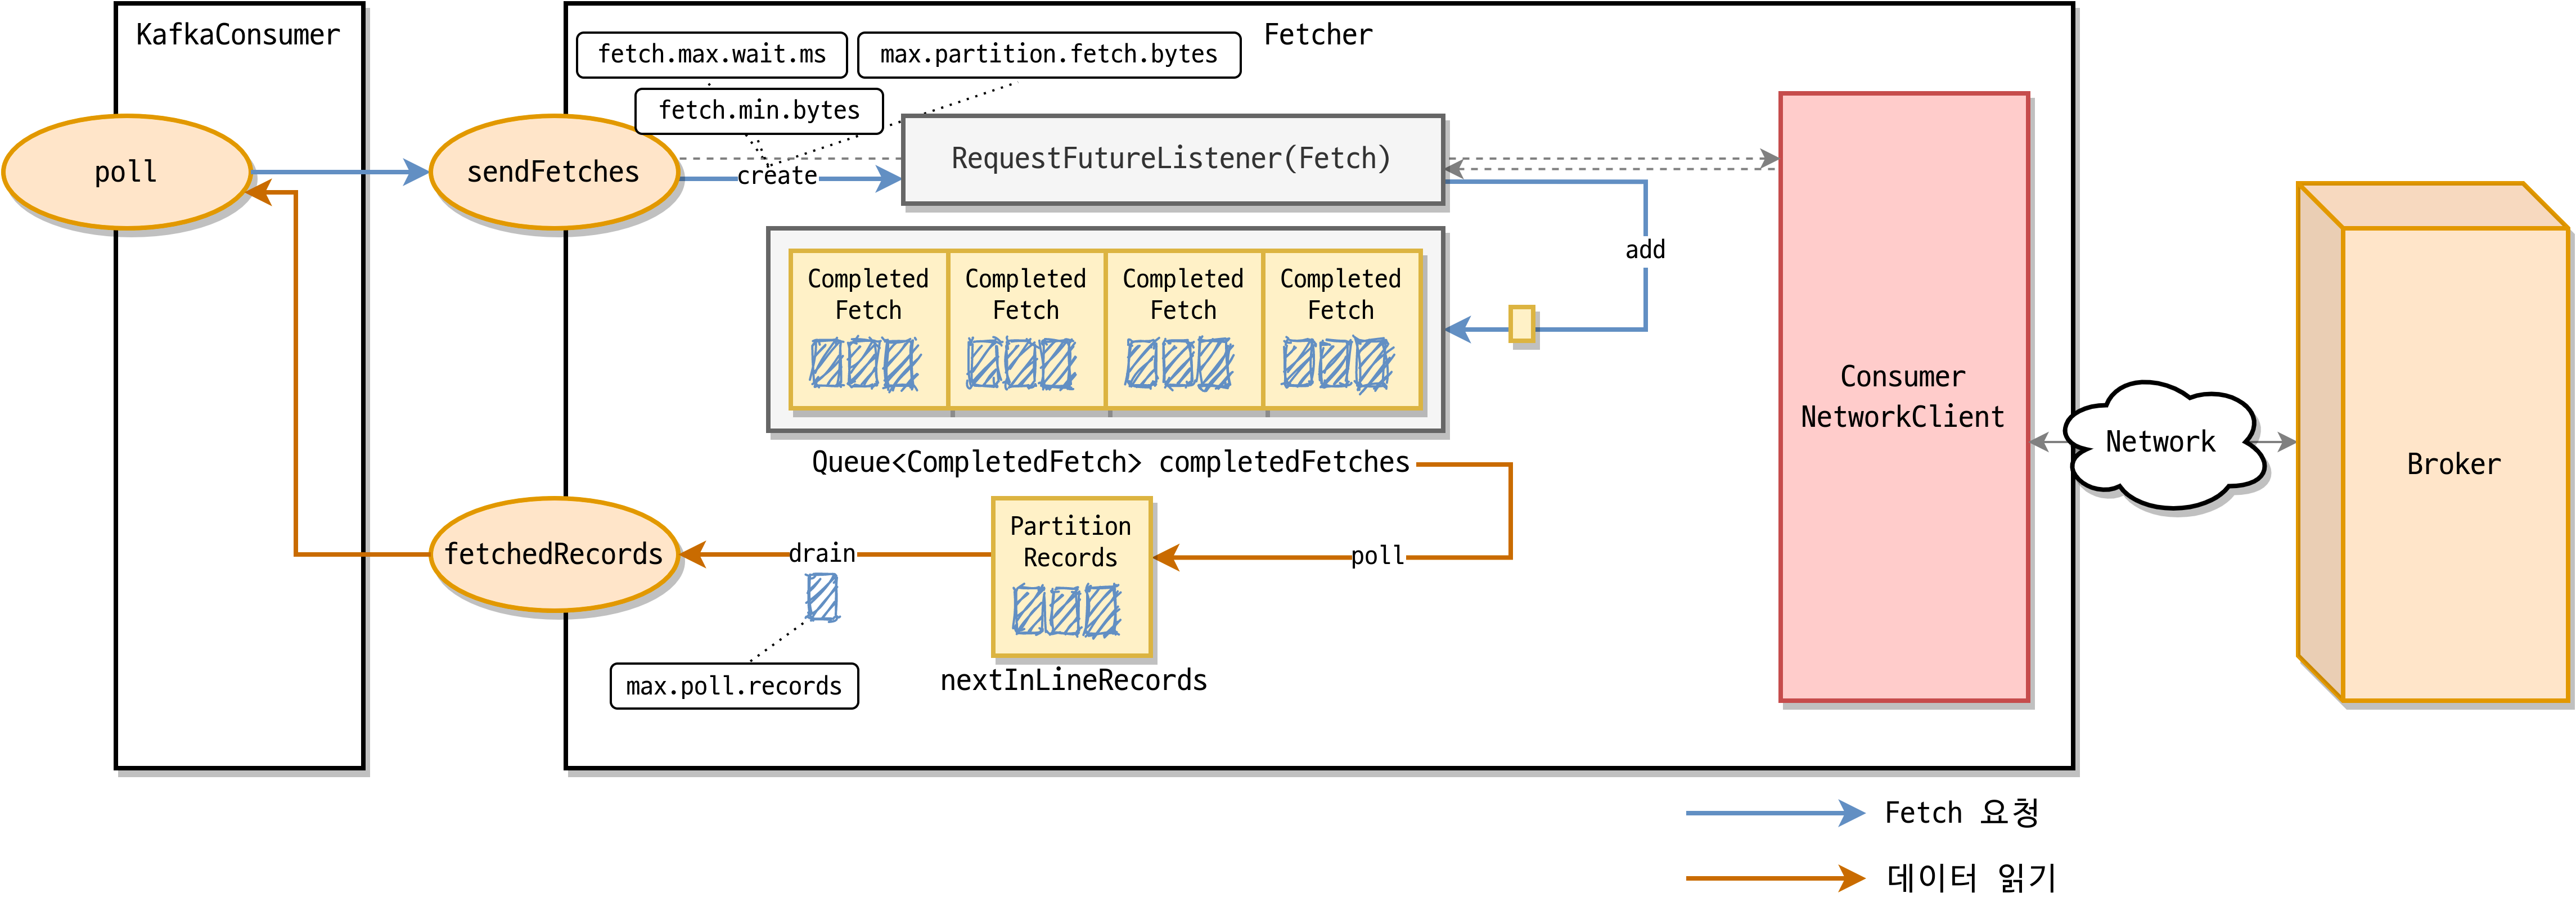 KafkaConsumer
Fetcher
fetch.max.wait.ms
max.partition.fetch.bytes
fetch.min.bytes
poll
sendFetches
create
RequestFutureListener(Fetch)
add
Completed
Fetch
Completed
Fetch
Completed
Fetch
Completed
Fetch
Queue<CompletedFetch> completedFetches
Consumer
NetworkClient
Network
Broker
fetchedRecords
drain
Partition
Records
poll
max.poll.records
nextInLineRecords
Fetch 요청
데이터 읽기